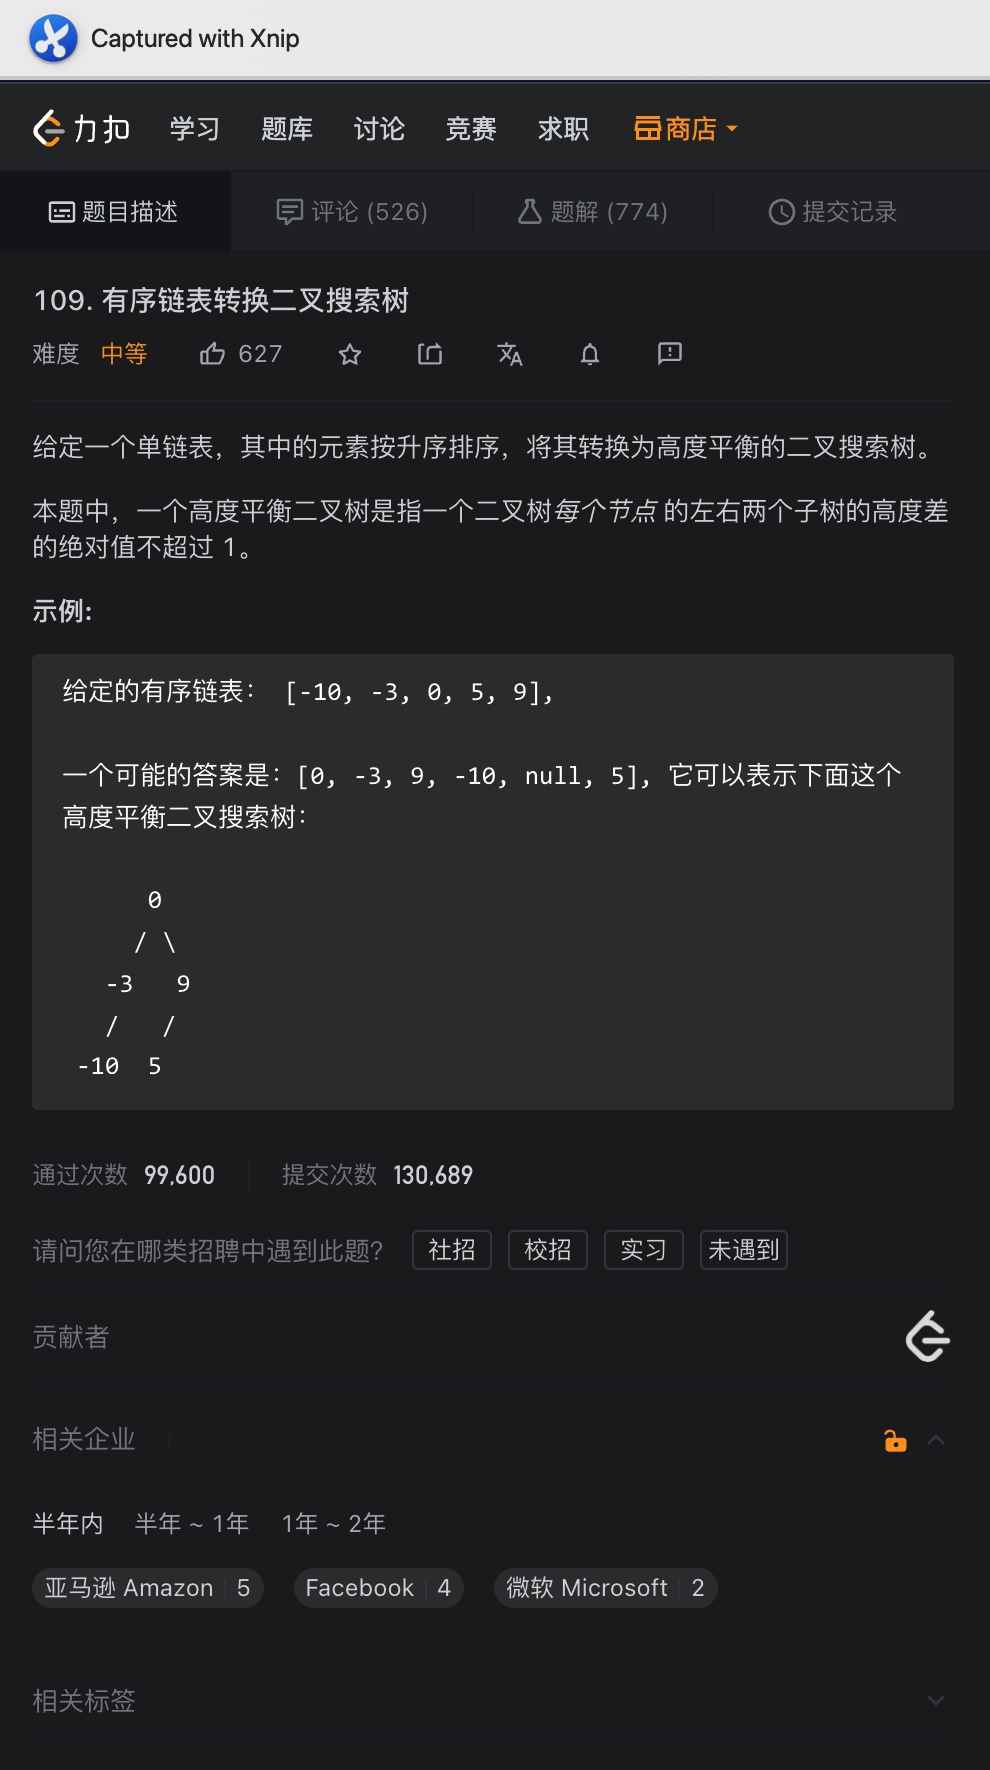 Captured with Xnip
力扣 学习 题库 讨论 竞赛 求职 商店
题目描述 评论 (526) 题解 (774) 提交记录
109. 有序链表转换二叉搜索树
难度 中等 627
给定一个单链表，其中的元素按升序排序，将其转换为高度平衡的二叉搜索树。
本题中，一个高度平衡二叉树是指一个二叉树每个节点 的左右两个子树的高度差
的绝对值不超过 1。
示例:
给定的有序链表： [-10, -3, 0, 5, 9],
一个可能的答案是：[0, -3, 9, -10, null, 5], 它可以表示下面这个
高度平衡二叉搜索树：
0
/ \
-3 9
/ /
-10 5
通过次数 99,600 提交次数 130,689
请问您在哪类招聘中遇到此题？ 社招 校招 实习 未遇到
贡献者
相关企业 i
半年内 半年 ~ 1年 1年 ~ 2年
亚马逊 Amazon 5 Facebook 4 微软 Microsoft 2
相关标签